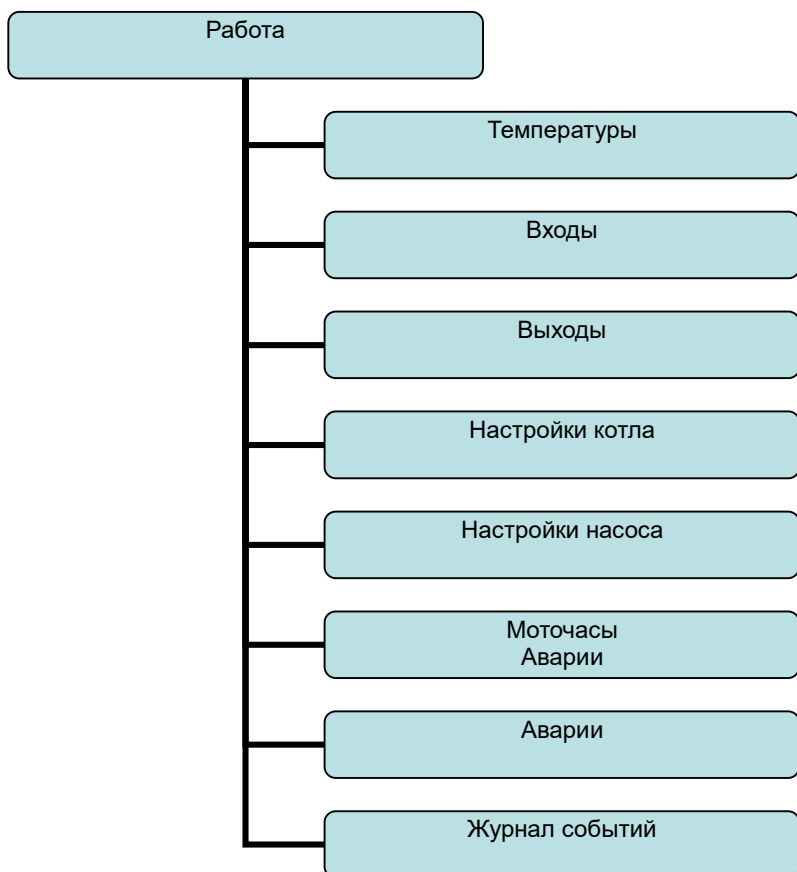 Работа
Температуры
Входы
Выходы
Настройки котла
Настройки насоса
Моточасы
Аварии
Аварии
Журнал событий